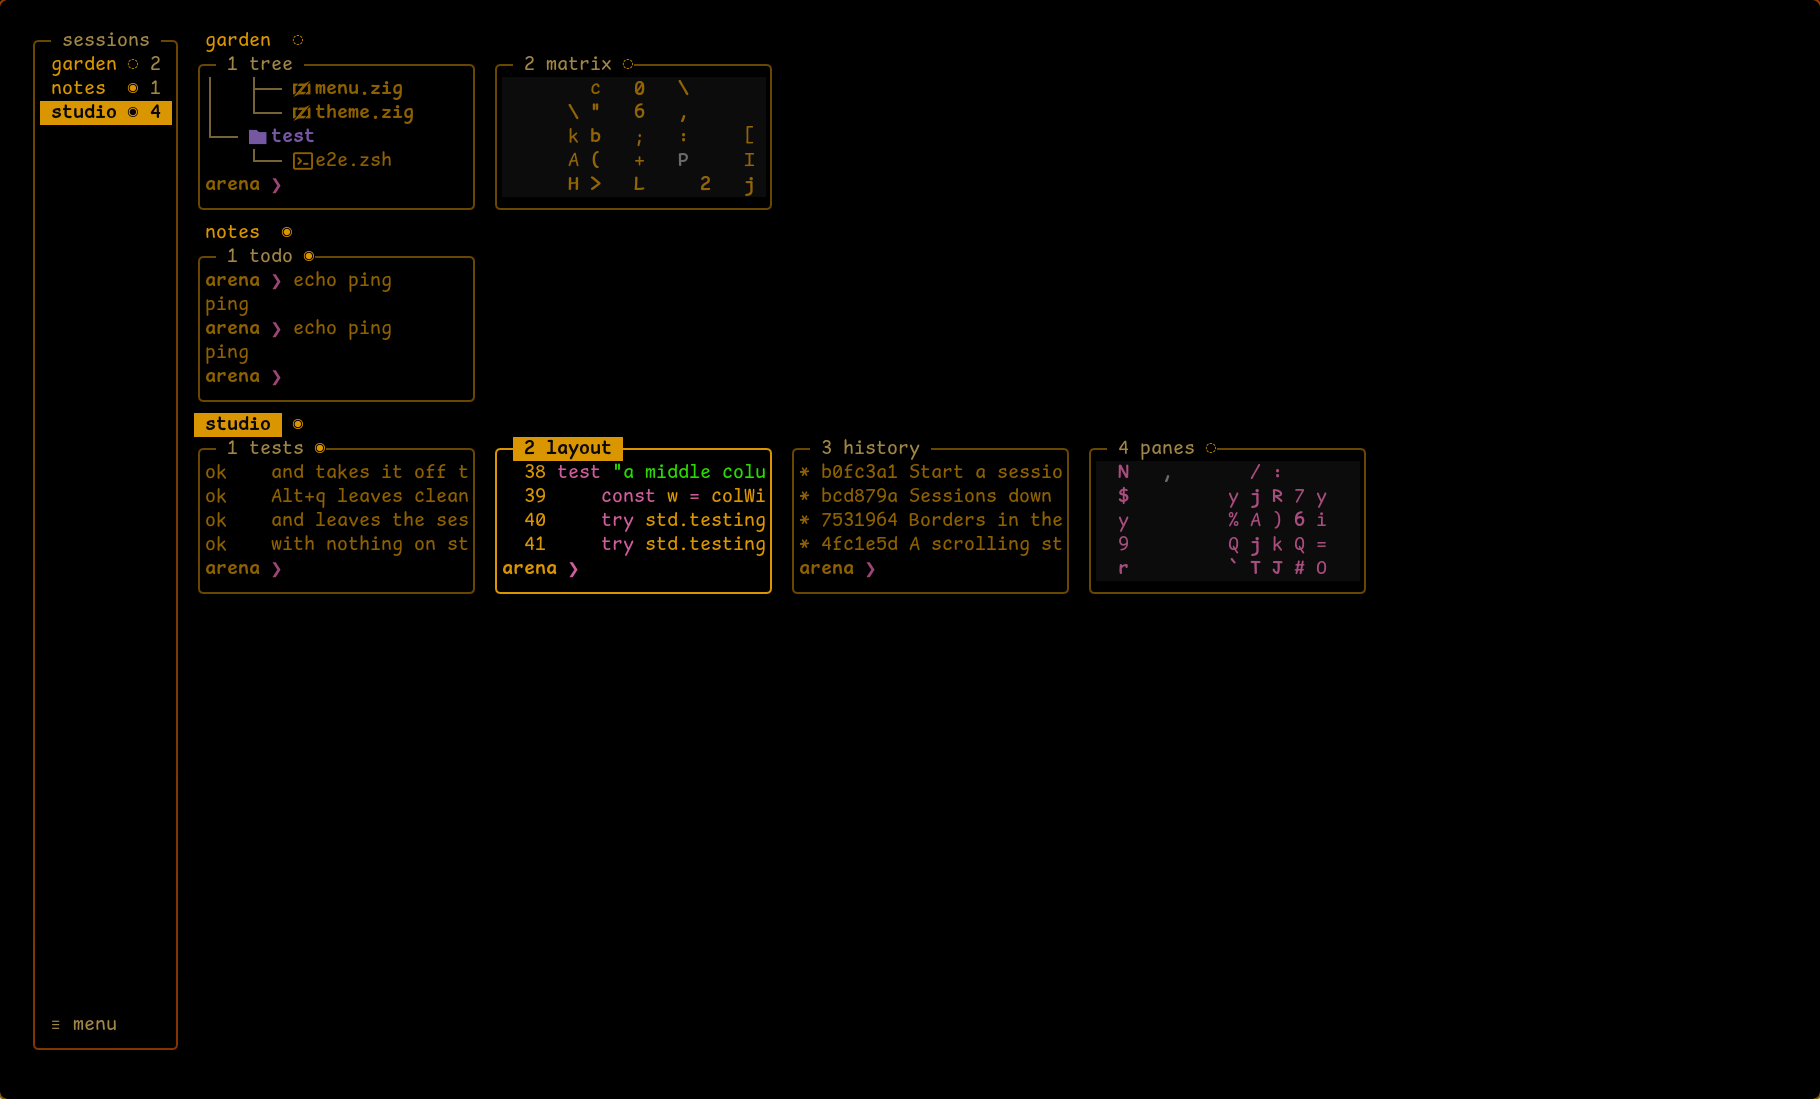 sessions
garden ◌ 2
notes ◉ 1
studio ◉ 4
≡ menu
garden ◌
1 tree
menu.zig
theme.zig
test
e2e.zsh
arena ❯
2 matrix ◌
c 0 \
\ " 6 ,
k b ; : [
A ( + P I
H > L 2 j
notes ◉
1 todo ◉
arena ❯ echo ping
ping
arena ❯ echo ping
ping
arena ❯
studio ◉
1 tests ◉
ok and takes it off t
ok Alt+q leaves clean
ok and leaves the ses
ok with nothing on st
arena ❯
2 layout
38 test "a middle colu
39 const w = colWi
40 try std.testing
41 try std.testing
arena ❯
3 history
* b0fc3a1 Start a sessio
* bcd879a Sessions down
* 7531964 Borders in the
* 4fc1e5d A scrolling st
arena ❯
4 panes ◌
N , / :
$ y j R 7 y
y % A ) 6 i
9 Q j k Q =
r ` T J # O